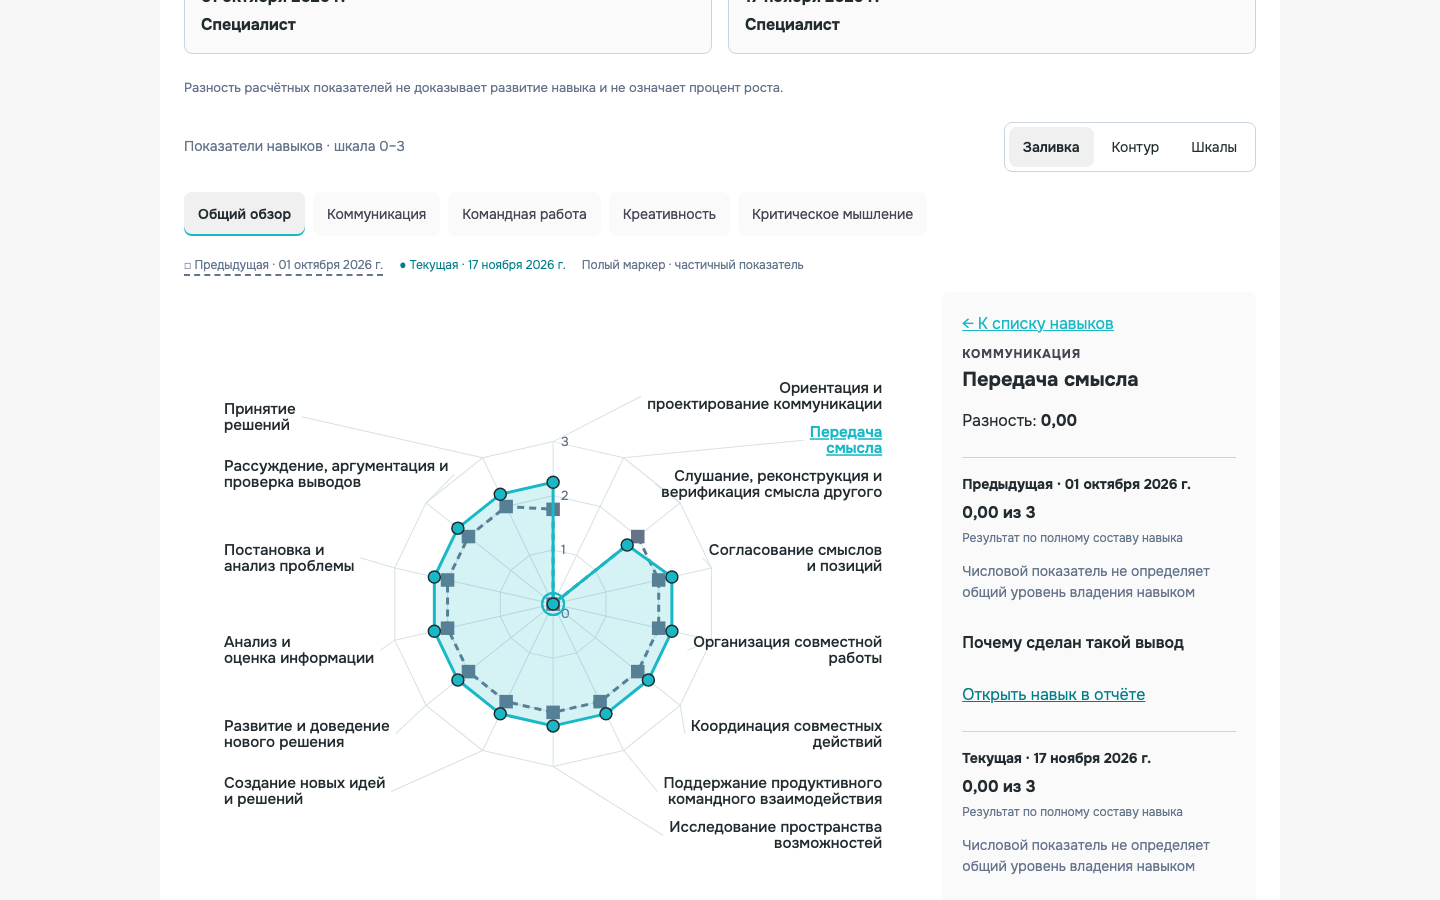 Специалист
Специалист
Разность расчётных показателей не доказывает развитие навыка и не означает процент роста.
Показатели навыков · шкала 0–3
Заливка
Контур
Шкалы
Общий обзор
Коммуникация
Командная работа
Креативность
Критическое мышление
□ Предыдущая · 01 октября 2026 г.
● Текущая · 17 ноября 2026 г.
Полый маркер · частичный показатель
Ориентация и
проектирование коммуникации
Передача
смысла
Слушание, реконструкция и
верификация смысла другого
Согласование смыслов
и позиций
Организация совместной
работы
Координация совместных
действий
Поддержание продуктивного
командного взаимодействия
Исследование пространства
возможностей
Создание новых идей
и решений
Развитие и доведение
нового решения
Анализ и
оценка информации
Постановка и
анализ проблемы
Рассуждение, аргументация и
проверка выводов
Принятие
решений
3
2
1
0
← К списку навыков
КОММУНИКАЦИЯ
Передача смысла
Разность: 0,00
Предыдущая · 01 октября 2026 г.
0,00 из 3
Результат по полному составу навыка
Числовой показатель не определяет
общий уровень владения навыком
Почему сделан такой вывод
Открыть навык в отчёте
Текущая · 17 ноября 2026 г.
0,00 из 3
Результат по полному составу навыка
Числовой показатель не определяет
общий уровень владения навыком